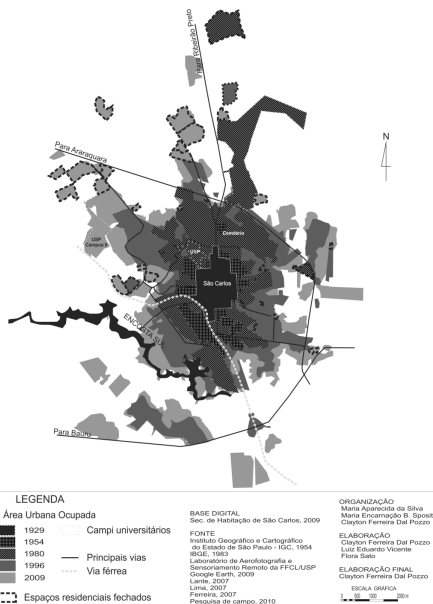 Para Ribeirão Preto
N
Para Araraquara
Cemitério
USP
Campus II
USP
São Carlos
ENCOSTA SUL
Para Bauru
LEGENDA
Área Urbana Ocupada
1929
1954
1980
1996
2009
Campi universitários
Principais vias
Via férrea
Espaços residenciais fechados
BASE DIGITAL
Sec. de Habitação de São Carlos, 2009
FONTE
Instituto Geográfico e Cartográfico
do Estado de São Paulo - IGC, 1954
IBGE, 1983
Laboratório de Aerofotografia e
Sensoriamento Remoto da FFCL/USP
Google Earth, 2009
Lante, 2007
Lima, 2007
Ferreira, 2007
Pesquisa de campo, 2010
ORGANIZAÇÃO
Maria Aparecida da Silva
Maria Encarnação B. Sposito
Clayton Ferreira Dal Pozzo
ELABORAÇÃO
Clayton Ferreira Dal Pozzo
Luiz Eduardo Vicente
Flora Sato
ELABORAÇÃO FINAL
Clayton Ferreira Dal Pozzo
ESCALA GRÁFICA
0 500 1000 2000 m